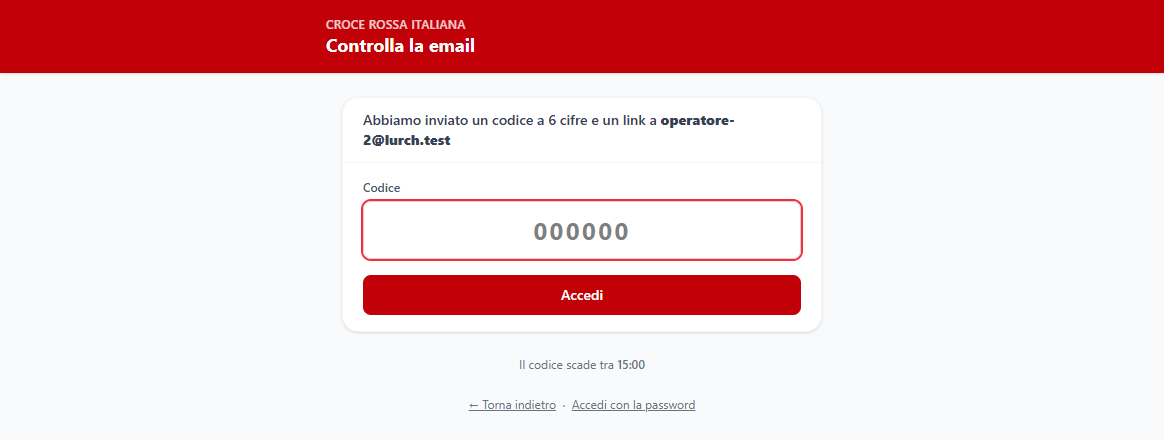 CROCE ROSSA ITALIANA
Controlla la email
Abbiamo inviato un codice a 6 cifre e un link a operatore-
2@lurch.test
Codice
000000
Accedi
Il codice scade tra 15:00
← Torna indietro · Accedi con la password